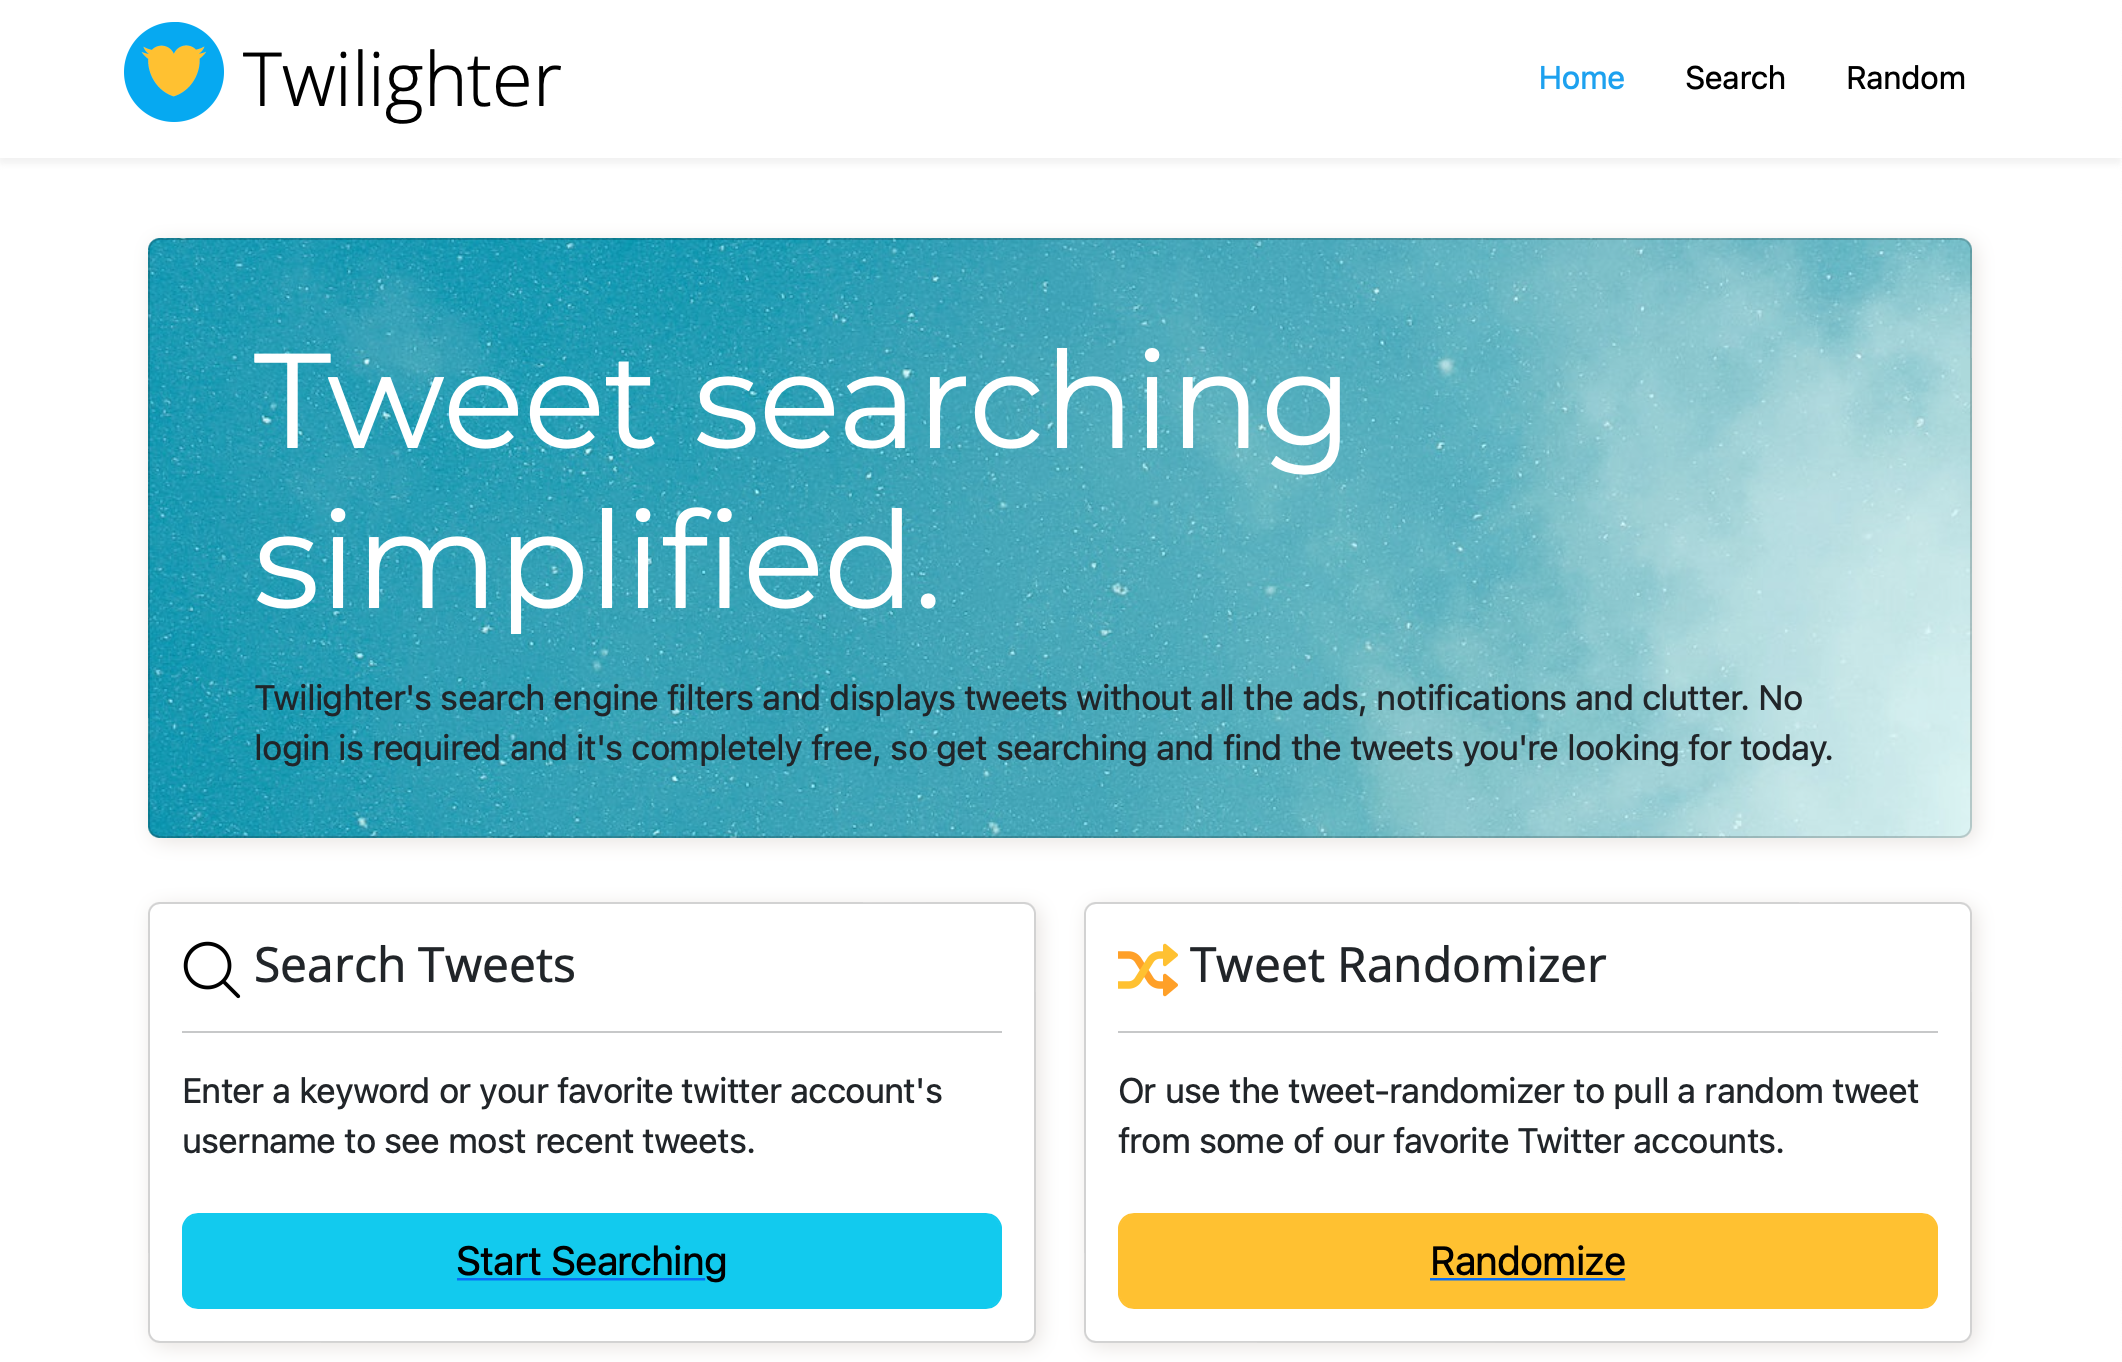 Twilighter
Home Search Random
Tweet searching
simplified.
Twilighter's search engine filters and displays tweets without all the ads, notifications and clutter. No
login is required and it's completely free, so get searching and find the tweets you're looking for today.
Search Tweets
Enter a keyword or your favorite twitter account's
username to see most recent tweets.
Start Searching
Tweet Randomizer
Or use the tweet-randomizer to pull a random tweet
from some of our favorite Twitter accounts.
Randomize